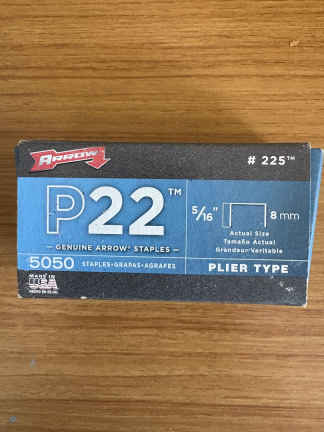 ARROW
# 225™
P22™
5/16" 8 mm
Actual Size
Tamaño Actual
Grandeur Veritable
GENUINE ARROW® STAPLES
5050 STAPLES•GRAPAS•AGRAFES
PLIER TYPE
MADE IN
USA